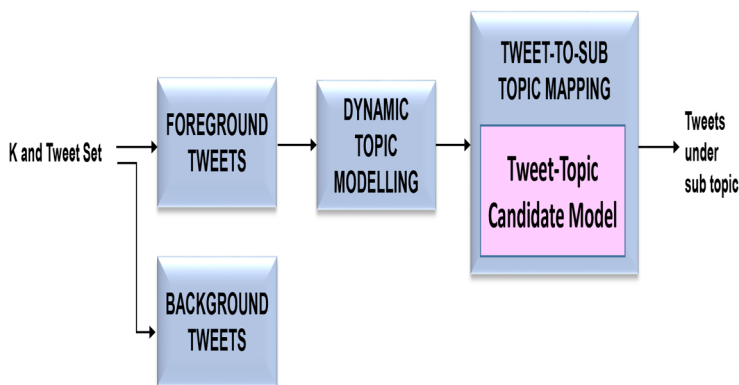 K and Tweet Set
FOREGROUND
TWEETS
BACKGROUND
TWEETS
DYNAMIC
TOPIC
MODELLING
TWEET-TO-SUB
TOPIC MAPPING
Tweet-Topic
Candidate Model
Tweets
under
sub topic